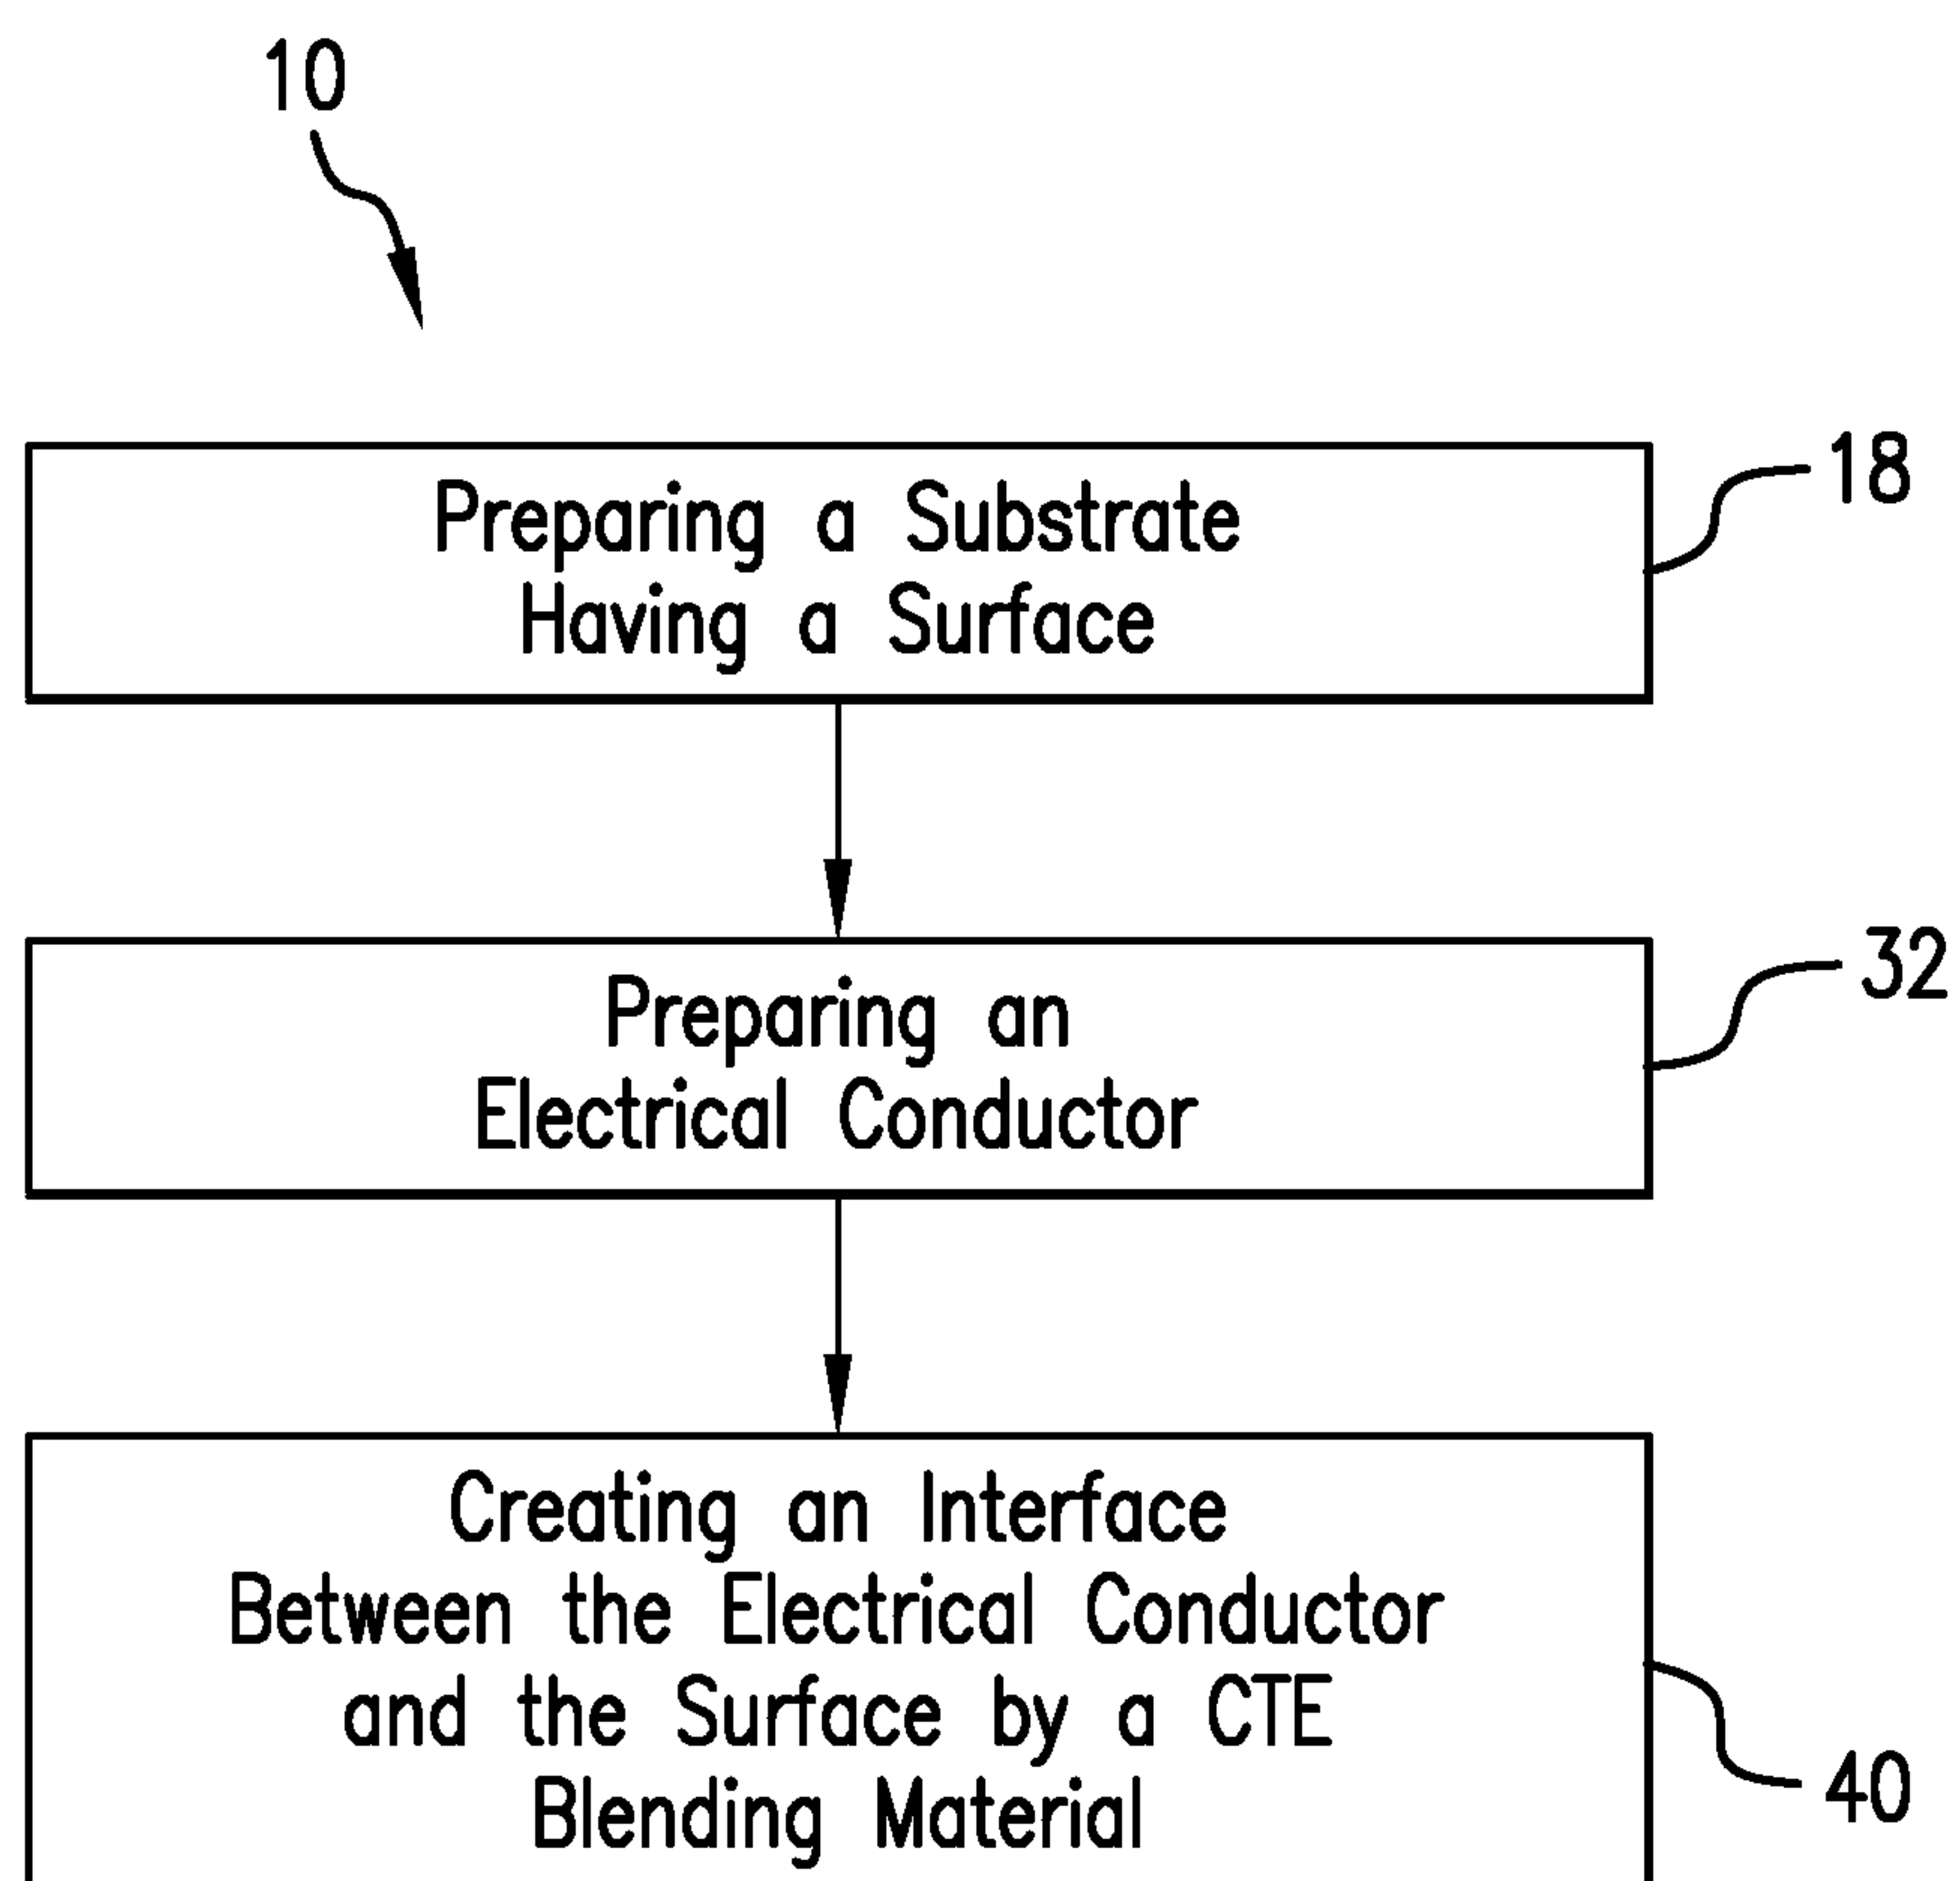 10
Preparing a Substrate
Having a Surface
18
Preparing an
Electrical Conductor
32
Creating an Interface
Between the Electrical Conductor
and the Surface by a CTE
Blending Material
40